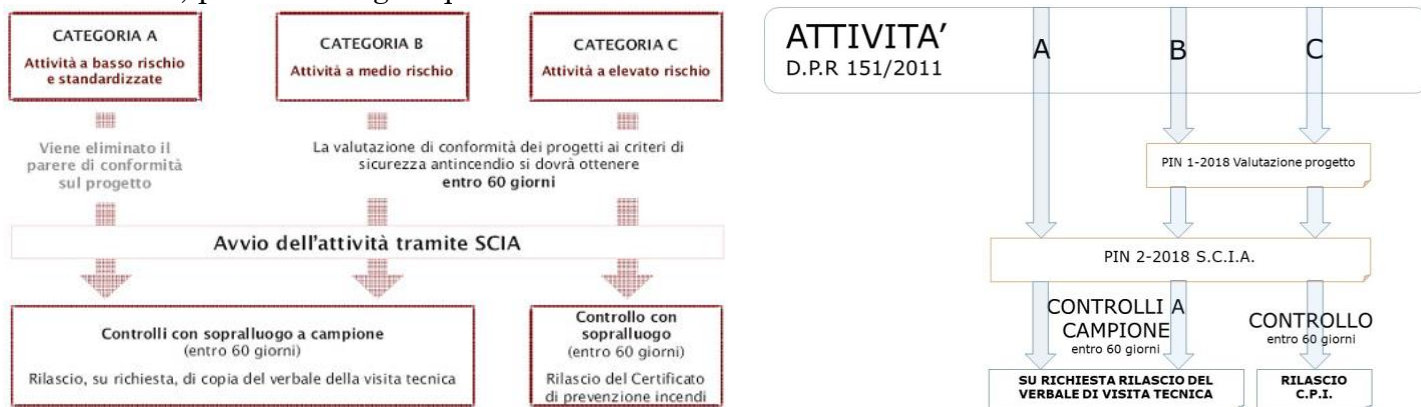 CATEGORIA A
Attività a basso rischio
e standardizzate
CATEGORIA B
Attività a medio rischio
CATEGORIA C
Attività a elevato rischio
Viene eliminato il
parere di conformità
sul progetto
La valutazione di conformità dei progetti ai criteri di
sicurezza antincendio si dovrà ottenere
entro 60 giorni
Avvio dell'attività tramite SCIA
Controlli con sopralluogo a campione
(entro 60 giorni)
Rilascio, su richiesta, di copia del verbale della visita tecnica
Controllo con
sopralluogo
(entro 60 giorni)
Rilascio del Certificato
di prevenzione incendi
ATTIVITA'
D.P.R 151/2011
A
B
C
PIN 1-2018 Valutazione progetto
PIN 2-2018 S.C.I.A.
CONTROLLI A
CAMPIONE
entro 60 giorni
CONTROLLO
entro 60 giorni
SU RICHIESTA RILASCIO DEL
VERBALE DI VISITA TECNICA
RILASCIO
C.P.I.